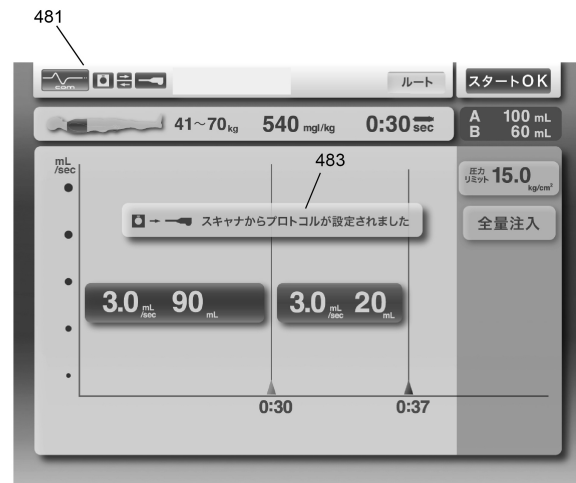 481
com
ルート
スタートOK
41～70kg 540 mgI/kg 0:30 sec
A 100 mL
B 60 mL
mL
/sec
483
圧力
リミット 15.0 kg/cm²
スキャナからプロトコルが設定されました
全量注入
3.0 mL/sec 90 mL
3.0 mL/sec 20 mL
0:30 0:37